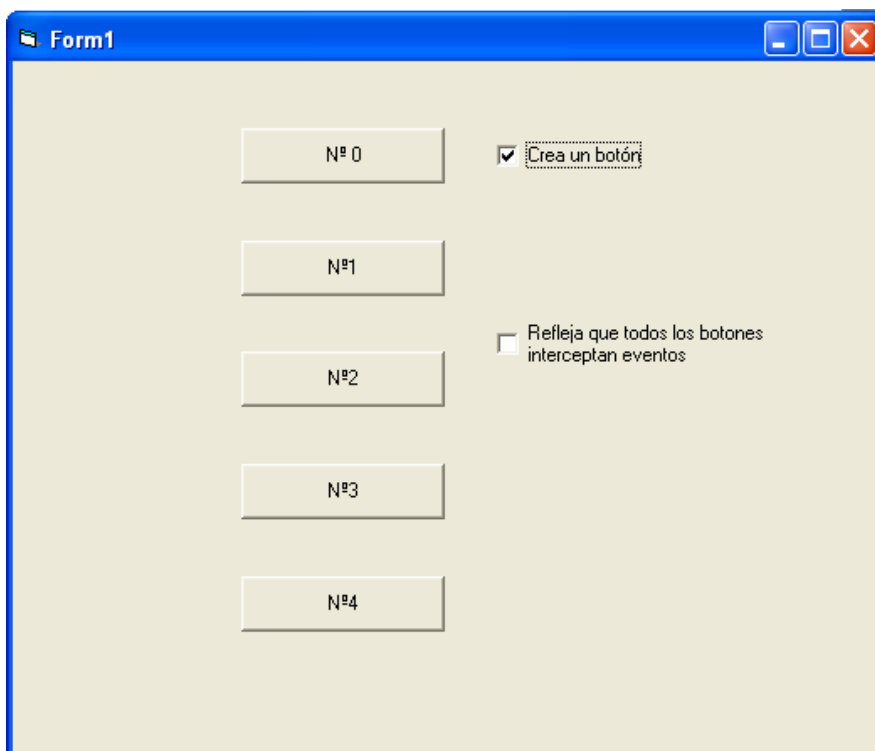 Form1
Nº 0
Crea un botón
Nº1
Refleja que todos los botones
interceptan eventos
Nº2
Nº3
Nº4